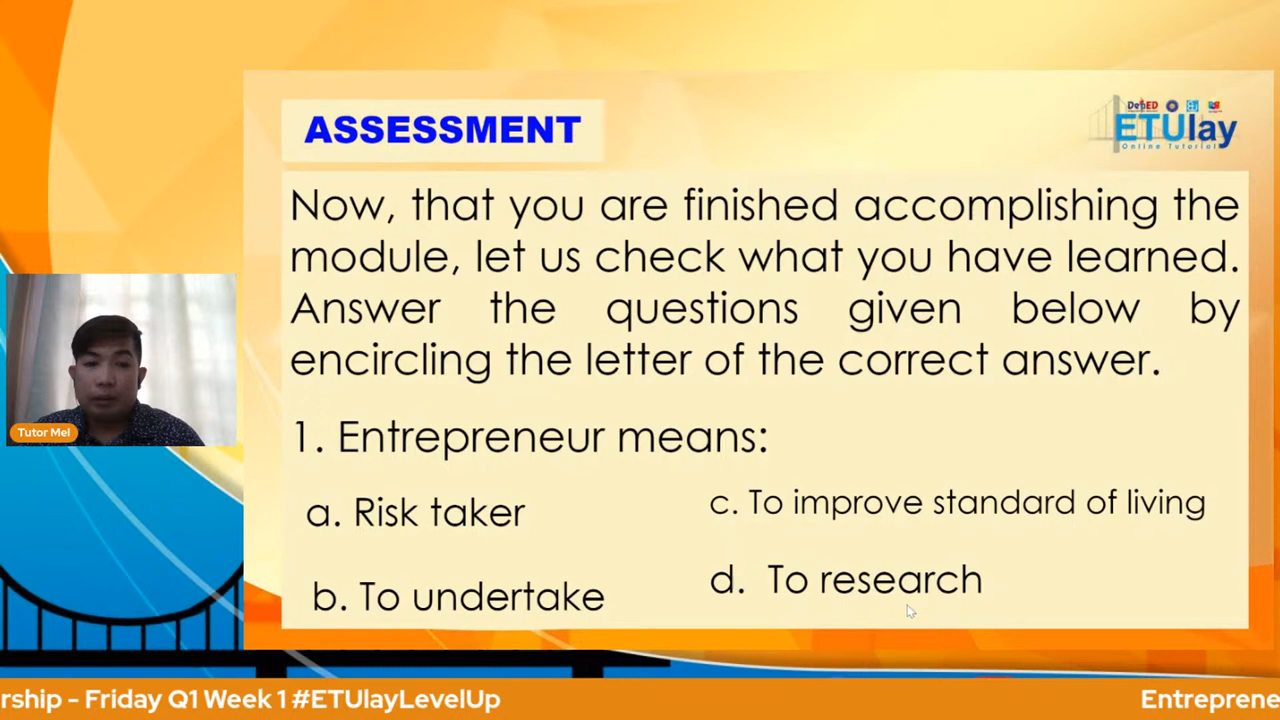 ASSESSMENT
DepED
ETUlay
Online Tutorial
Now, that you are finished accomplishing the
module, let us check what you have learned.
Answer the questions given below by
encircling the letter of the correct answer.
1. Entrepreneur means:
a. Risk taker
b. To undertake
c. To improve standard of living
d. To research
Tutor Mel
rship - Friday Q1 Week 1 #ETUlayLevelUp
Entreprene